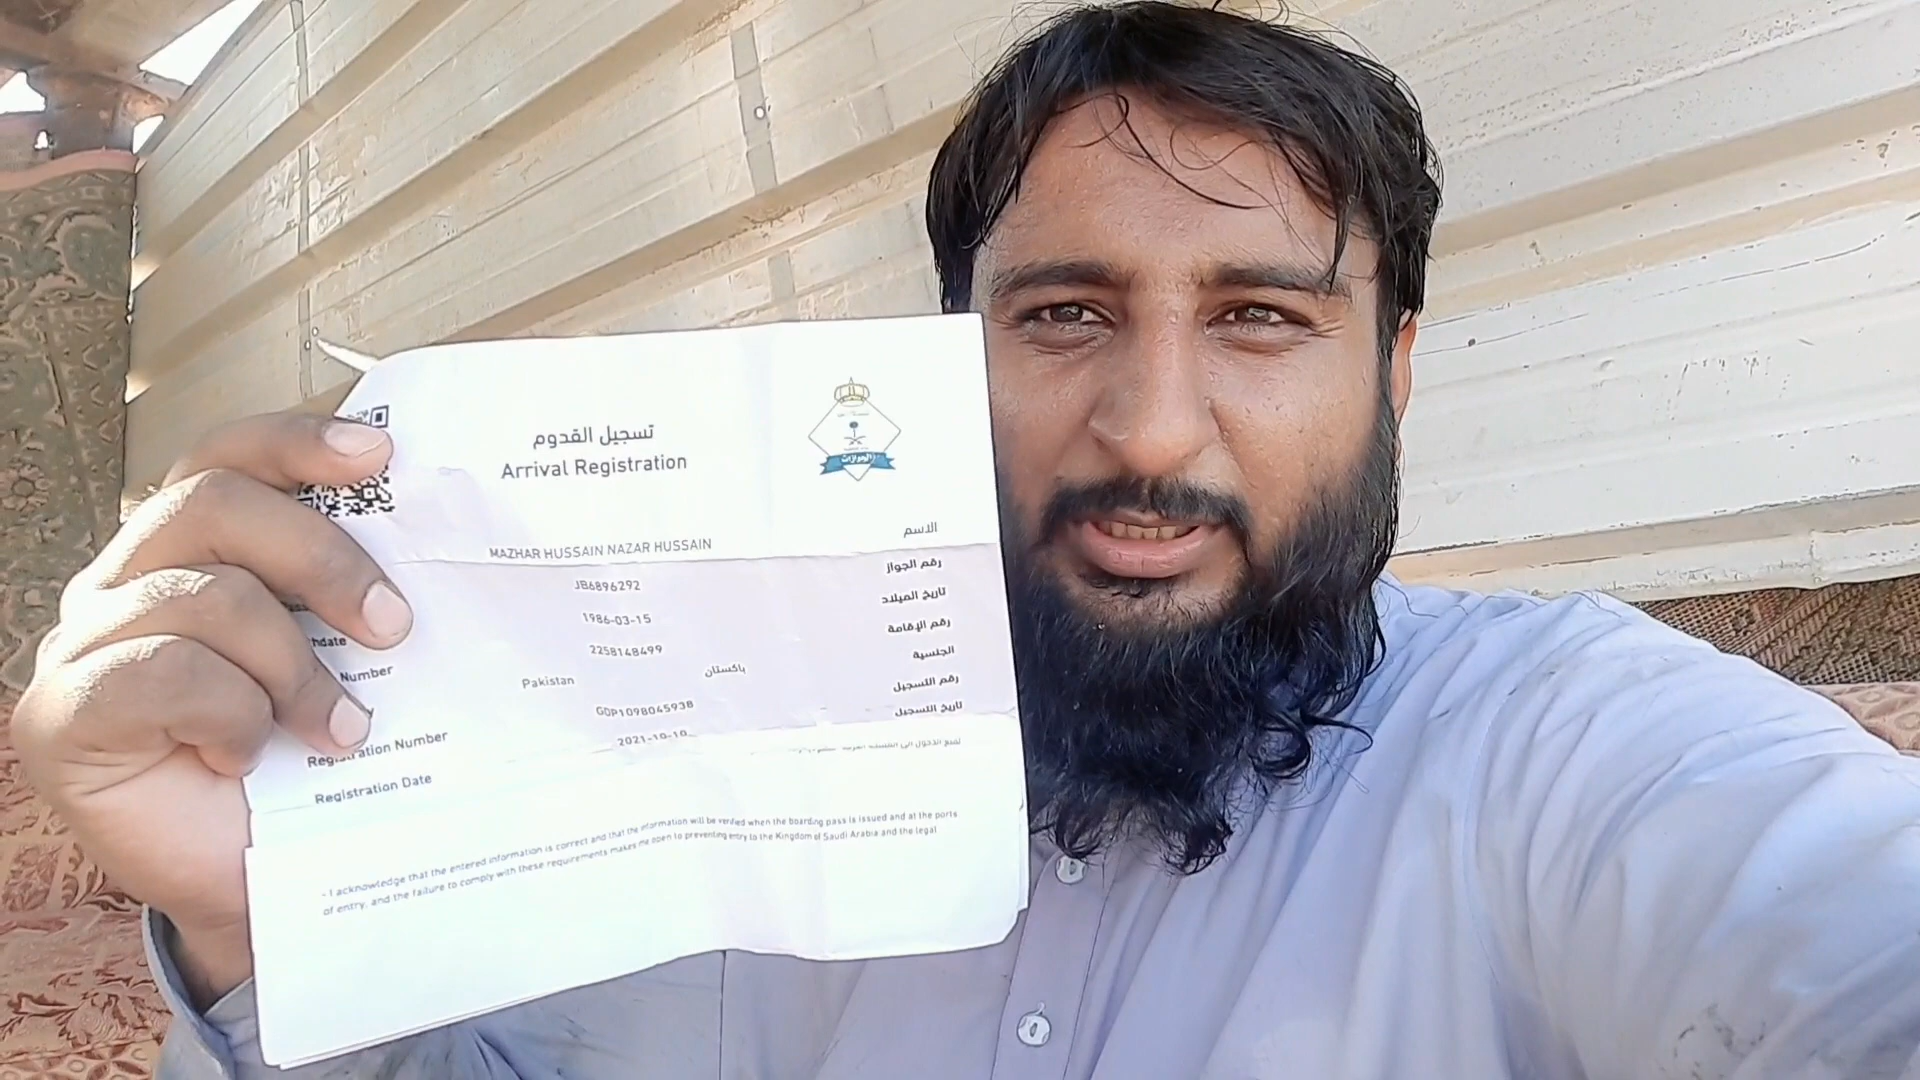 تسجيل القدوم
Arrival Registration
الجوازات
الاسم
MAZHAR HUSSAIN NAZAR HUSSAIN
رقم الجواز
JB6896292
تاريخ الميلاد
1986-03-15
hdate
رقم الإقامة
2258148499
Number
الجنسية
باكستان
Pakistan
y
رقم التسجيل
GDP1098045938
Registration Number
تاريخ التسجيل
2021-10-10
Registration Date
- I acknowledge that the entered information is correct and that the information will be verified when the boarding pass is issued and at the ports
of entry, and the failure to comply with these requirements makes me open to preventing entry to the Kingdom of Saudi Arabia and the legal